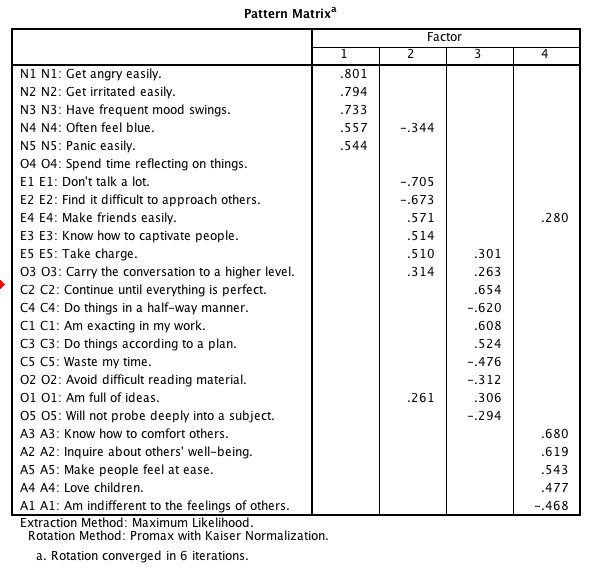 Pattern Matrixa
Factor
1 2 3 4
N1 N1: Get angry easily. .801
N2 N2: Get irritated easily. .794
N3 N3: Have frequent mood swings. .733
N4 N4: Often feel blue. .557 -.344
N5 N5: Panic easily. .544
O4 O4: Spend time reflecting on things.
E1 E1: Don't talk a lot. -.705
E2 E2: Find it difficult to approach others. -.673
E4 E4: Make friends easily. .571 .280
E3 E3: Know how to captivate people. .514
E5 E5: Take charge. .510 .301
O3 O3: Carry the conversation to a higher level. .314 .263
C2 C2: Continue until everything is perfect. .654
C4 C4: Do things in a half-way manner. -.620
C1 C1: Am exacting in my work. .608
C3 C3: Do things according to a plan. .524
C5 C5: Waste my time. -.476
O2 O2: Avoid difficult reading material. -.312
O1 O1: Am full of ideas. .261 .306
O5 O5: Will not probe deeply into a subject. -.294
A3 A3: Know how to comfort others. .680
A2 A2: Inquire about others' well-being. .619
A5 A5: Make people feel at ease. .543
A4 A4: Love children. .477
A1 A1: Am indifferent to the feelings of others. -.468
Extraction Method: Maximum Likelihood.
Rotation Method: Promax with Kaiser Normalization.
a. Rotation converged in 6 iterations.